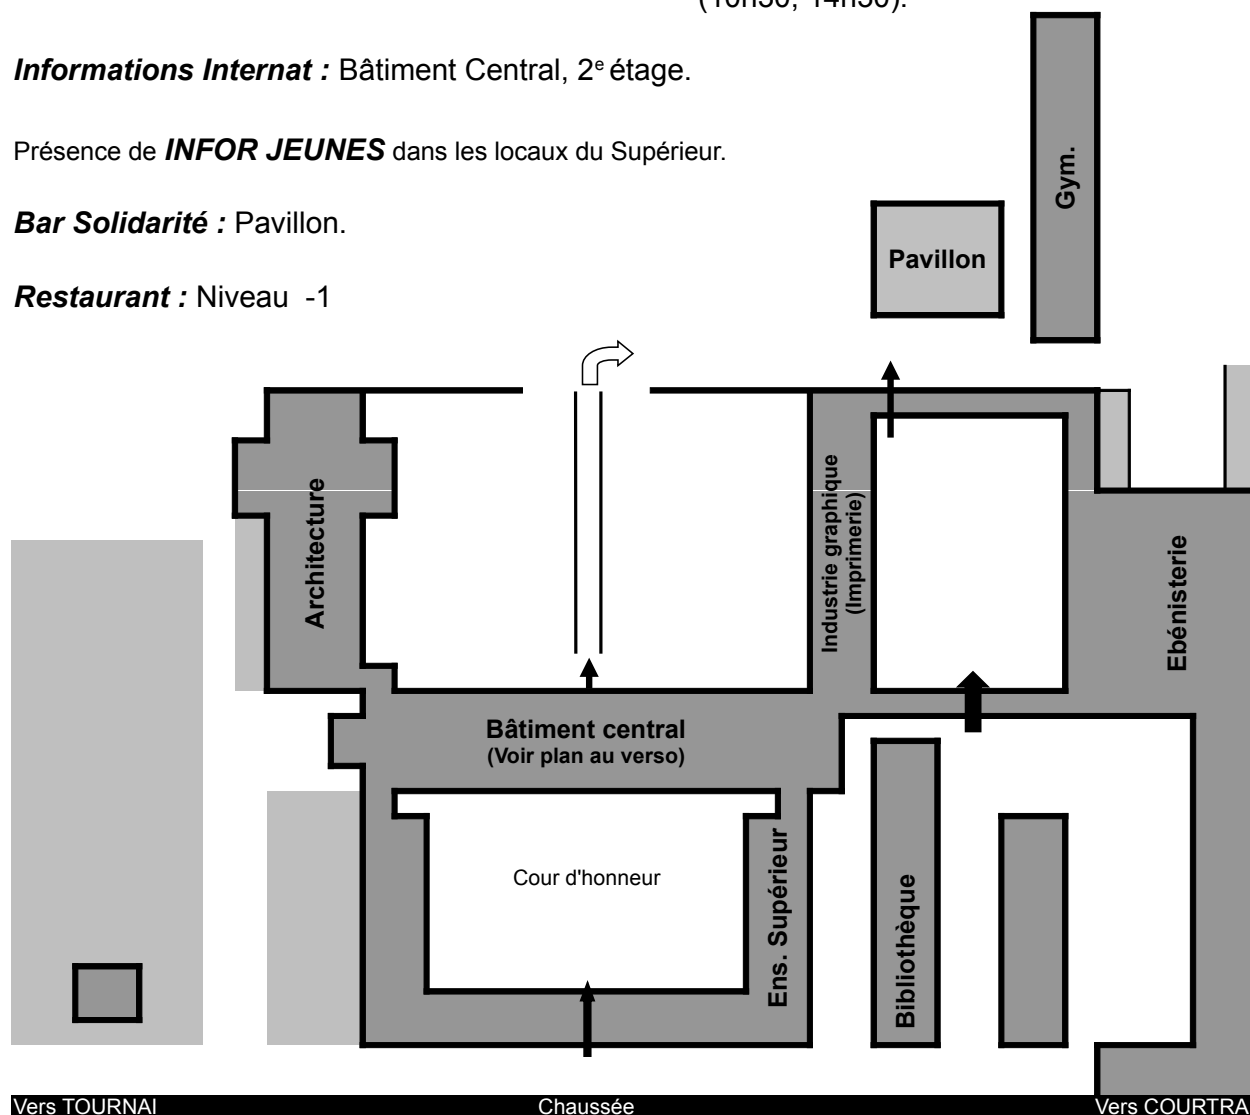 (10h30, 14h30).
Informations Internat : Bâtiment Central, 2e étage.
Présence de INFOR JEUNES dans les locaux du Supérieur.
Bar Solidarité : Pavillon.
Restaurant : Niveau -1
Gym.
Pavillon
Architecture
Industrie graphique
(Imprimerie)
Ebénisterie
Bâtiment central
(Voir plan au verso)
Cour d'honneur
Ens. Supérieur
Bibliothèque
Vers TOURNAI
Chaussée
Vers COURTRA